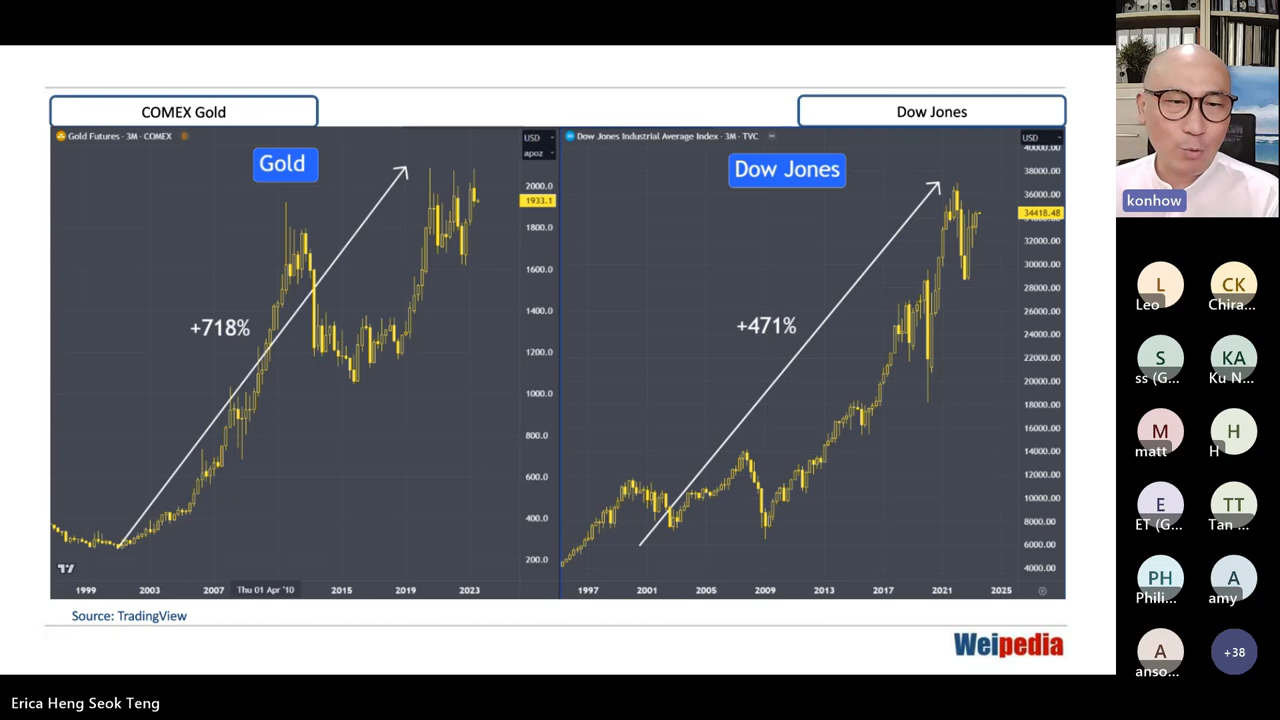 COMEX Gold
Dow Jones
Gold Futures · 3M · COMEX
USD
apoz
Gold
2000.0
1933.1
1800.0
1600.0
1400.0
1200.0
1000.0
800.0
600.0
400.0
200.0
+718%
1999
2003
2007
Thu 01 Apr '10
2015
2019
2023
Dow Jones Industrial Average Index · 3M · TVC
USD
Dow Jones
40000.00
38000.00
36000.00
34418.48
32000.00
30000.00
28000.00
26000.00
24000.00
22000.00
20000.00
18000.00
16000.00
14000.00
12000.00
10000.00
8000.00
6000.00
4000.00
+471%
1997
2001
2005
2009
2013
2017
2021
2025
Source: TradingView
Weipedia
konhow
L
Leo
CK
Chira...
S
ss (G...
KA
Ku N...
M
matt
H
H
E
ET (G...
TT
Tan ...
PH
Phili...
A
amy
A
anso...
+38
Erica Heng Seok Teng